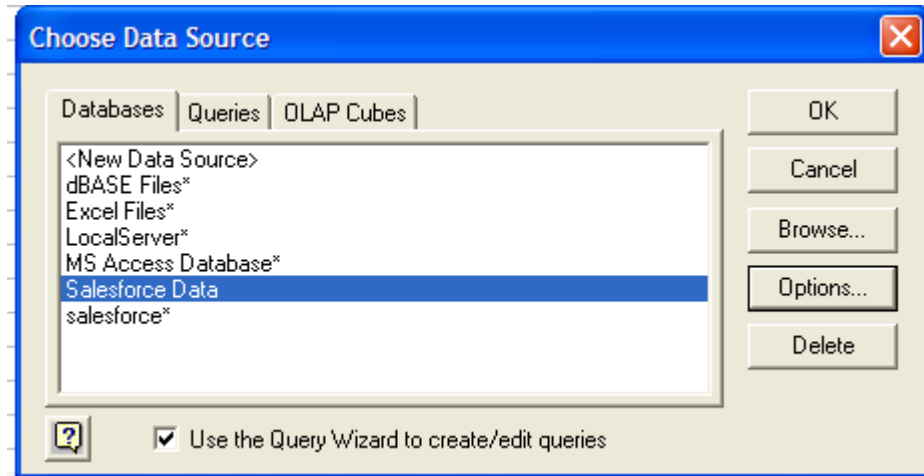 Choose Data Source
Databases
Queries
OLAP Cubes
<New Data Source>
dBASE Files*
Excel Files*
LocalServer*
MS Access Database*
Salesforce Data
salesforce*
OK
Cancel
Browse...
Options...
Delete
?
Use the Query Wizard to create/edit queries